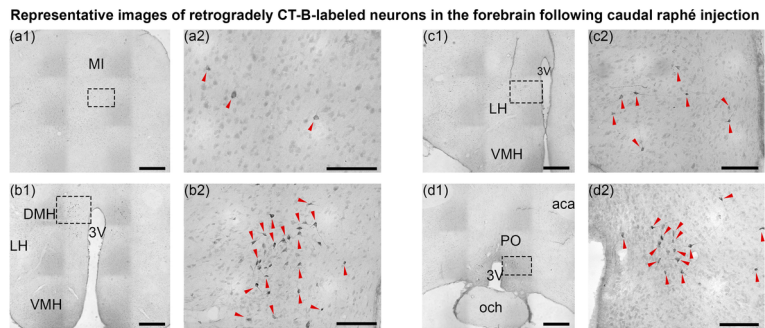 Representative images of retrogradely CT-B-labeled neurons in the forebrain following caudal raphé injection
(a1)
MI
(a2)
(c1)
3V
LH
VMH
(c2)
(b1)
DMH
3V
LH
VMH
(b2)
(d1)
aca
PO
3V
och
(d2)